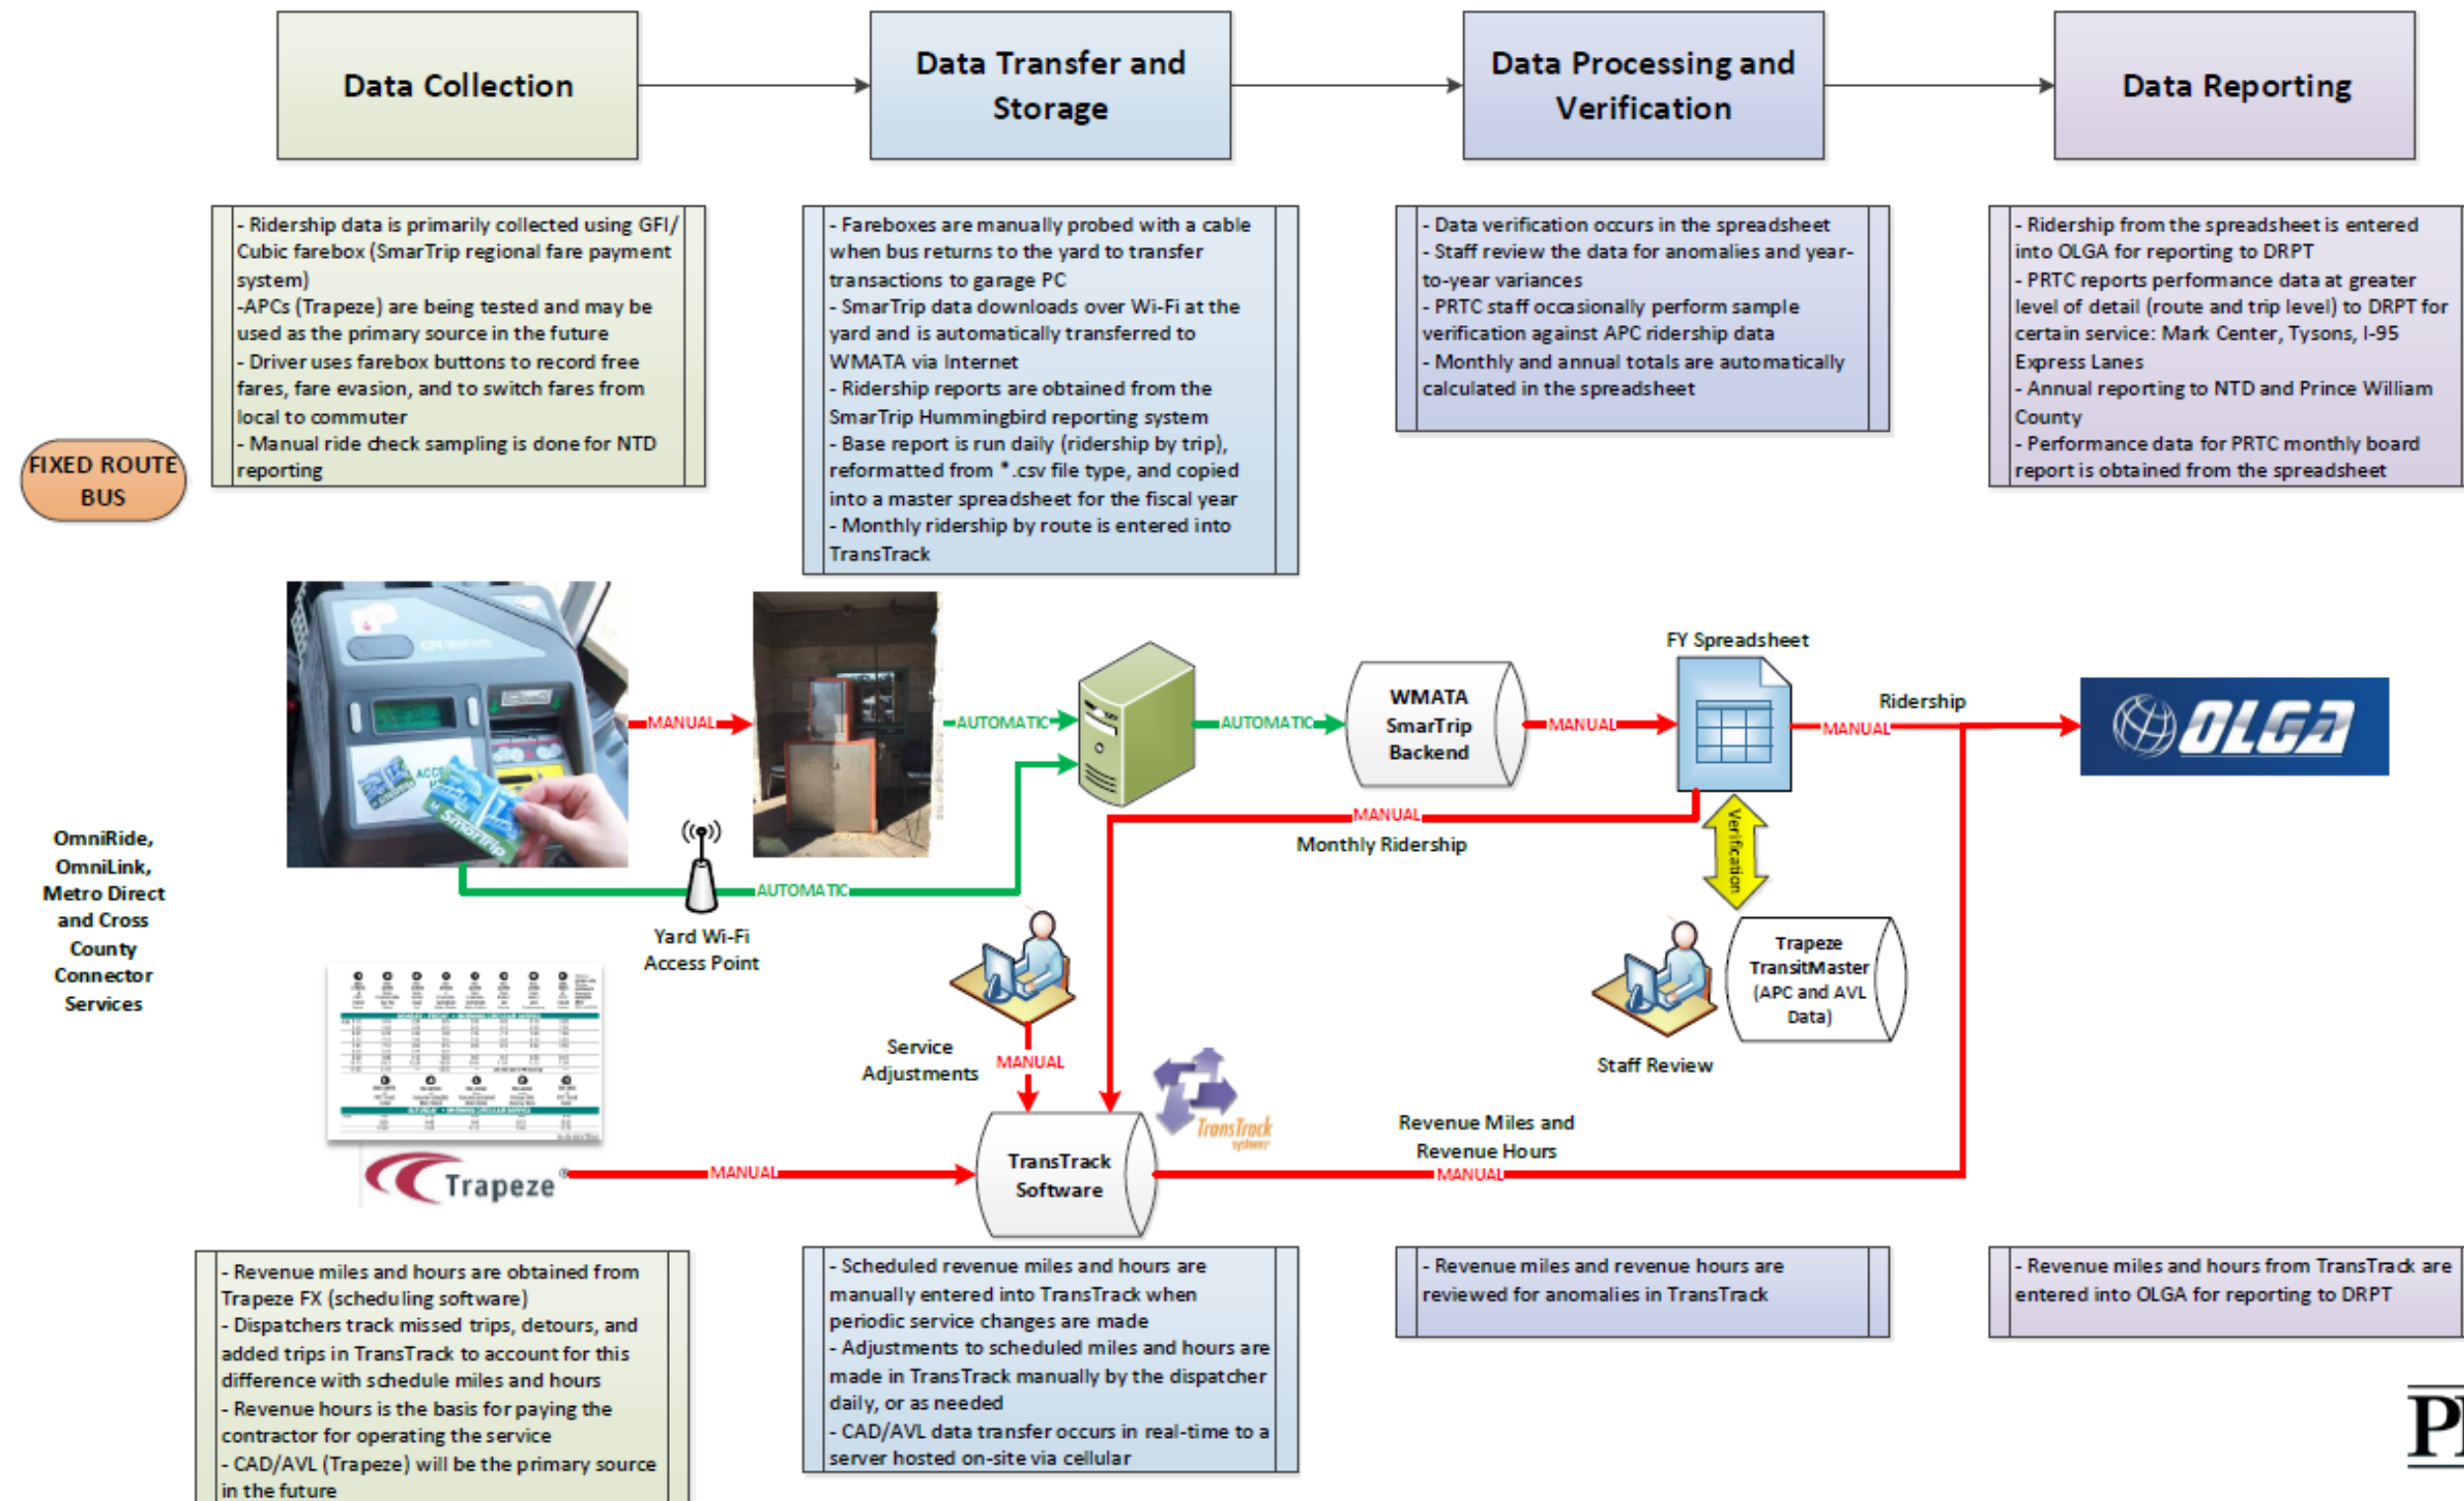 Data Collection
Data Transfer and
Storage
Data Processing and
Verification
Data Reporting
- Ridership data is primarily collected using GFI/
Cubic farebox (SmarTrip regional fare payment
system)
-APCs (Trapeze) are being tested and may be
used as the primary source in the future
- Driver uses farebox buttons to record free
fares, fare evasion, and to switch fares from
local to commuter
- Manual ride check sampling is done for NTD
reporting
- Fareboxes are manually probed with a cable
when bus returns to the yard to transfer
transactions to garage PC
- SmarTrip data downloads over Wi-Fi at the
yard and is automatically transferred to
WMATA via Internet
- Ridership reports are obtained from the
SmarTrip Hummingbird reporting system
- Base report is run daily (ridership by trip),
reformatted from *.csv file type, and copied
into a master spreadsheet for the fiscal year
- Monthly ridership by route is entered into
TransTrack
- Data verification occurs in the spreadsheet
- Staff review the data for anomalies and year-
to-year variances
- PRTC staff occasionally perform sample
verification against APC ridership data
- Monthly and annual totals are automatically
calculated in the spreadsheet
- Ridership from the spreadsheet is entered
into OLGA for reporting to DRPT
- PRTC reports performance data at greater
level of detail (route and trip level) to DRPT for
certain service: Mark Center, Tysons, I-95
Express Lanes
- Annual reporting to NTD and Prince William
County
- Performance data for PRTC monthly board
report is obtained from the spreadsheet
FIXED ROUTE
BUS
GFI GENFARE
SmarTrip
MANUAL
AUTOMATIC
AUTOMATIC
WMATA
SmarTrip
Backend
MANUAL
FY Spreadsheet
Ridership
MANUAL
OLGA
MANUAL
Monthly Ridership
Verification
OmniRide,
OmniLink,
Metro Direct
and Cross
County
Connector
Services
AUTOMATIC
Yard Wi-Fi
Access Point
Service
Adjustments
MANUAL
Trapeze
TransitMaster
(APC and AVL
Data)
Staff Review
MONDAY - FRIDAY • MORNING CIRCULAR SERVICE
SATURDAY • MORNING CIRCULAR SERVICE
Trapeze®
MANUAL
TransTrack
Software
T
TransTrack
systems
Revenue Miles and
Revenue Hours
MANUAL
- Revenue miles and hours are obtained from
Trapeze FX (scheduling software)
- Dispatchers track missed trips, detours, and
added trips in TransTrack to account for this
difference with schedule miles and hours
- Revenue hours is the basis for paying the
contractor for operating the service
- CAD/AVL (Trapeze) will be the primary source
in the future
- Scheduled revenue miles and hours are
manually entered into TransTrack when
periodic service changes are made
- Adjustments to scheduled miles and hours are
made in TransTrack manually by the dispatcher
daily, or as needed
- CAD/AVL data transfer occurs in real-time to a
server hosted on-site via cellular
- Revenue miles and revenue hours are
reviewed for anomalies in TransTrack
- Revenue miles and hours from TransTrack are
entered into OLGA for reporting to DRPT